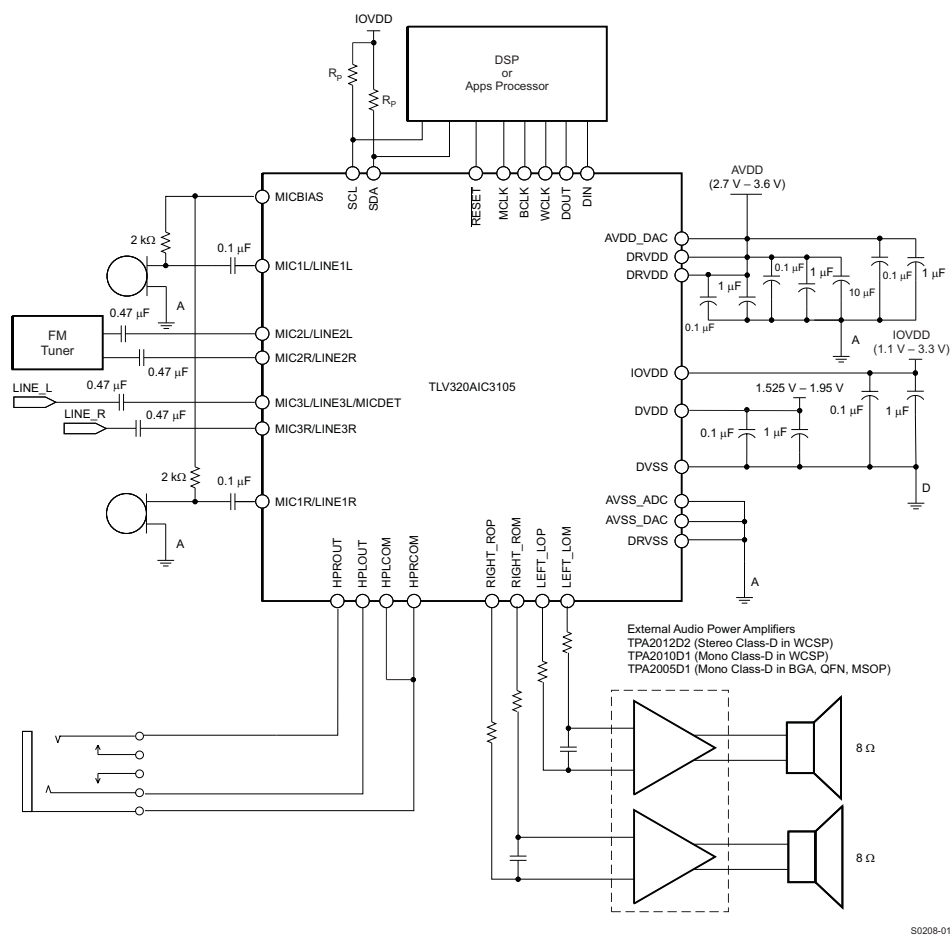 IOVDD
R_P
R_P
DSP
or
Apps Processor
SCL
SDA
RESET
MCLK
BCLK
WCLK
DOUT
DIN
AVDD
(2.7 V – 3.6 V)
MICBIAS
2 kΩ
0.1 μF
MIC1L/LINE1L
A
0.47 μF
FM
Tuner
MIC2L/LINE2L
MIC2R/LINE2R
0.47 μF
TLV320AIC3105
LINE_L
0.47 μF
MIC3L/LINE3L/MICDET
LINE_R
0.47 μF
MIC3R/LINE3R
2 kΩ
0.1 μF
MIC1R/LINE1R
A
AVDD_DAC
DRVDD
DRVDD
0.1 μF
1 μF
0.1 μF
1 μF
10 μF
0.1 μF
1 μF
A
IOVDD
(1.1 V – 3.3 V)
IOVDD
1.525 V – 1.95 V
DVDD
0.1 μF
1 μF
0.1 μF
1 μF
DVSS
D
AVSS_ADC
AVSS_DAC
DRVSS
A
HPROUT
HPLOUT
HPLCOM
HPRCOM
RIGHT_ROP
RIGHT_ROM
LEFT_LOP
LEFT_LOM
External Audio Power Amplifiers
TPA2012D2 (Stereo Class-D in WCSP)
TPA2010D1 (Mono Class-D in WCSP)
TPA2005D1 (Mono Class-D in BGA, QFN, MSOP)
8 Ω
8 Ω
S0208-01